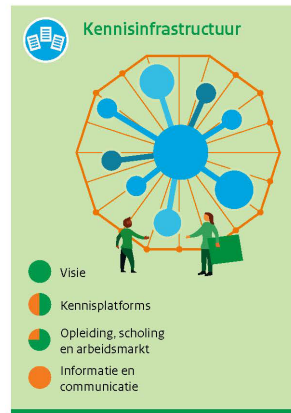 Kennisinfrastructuur
Visie
Kennisplatforms
Opleiding, scholing
en arbeidsmarkt
Informatie en
communicatie